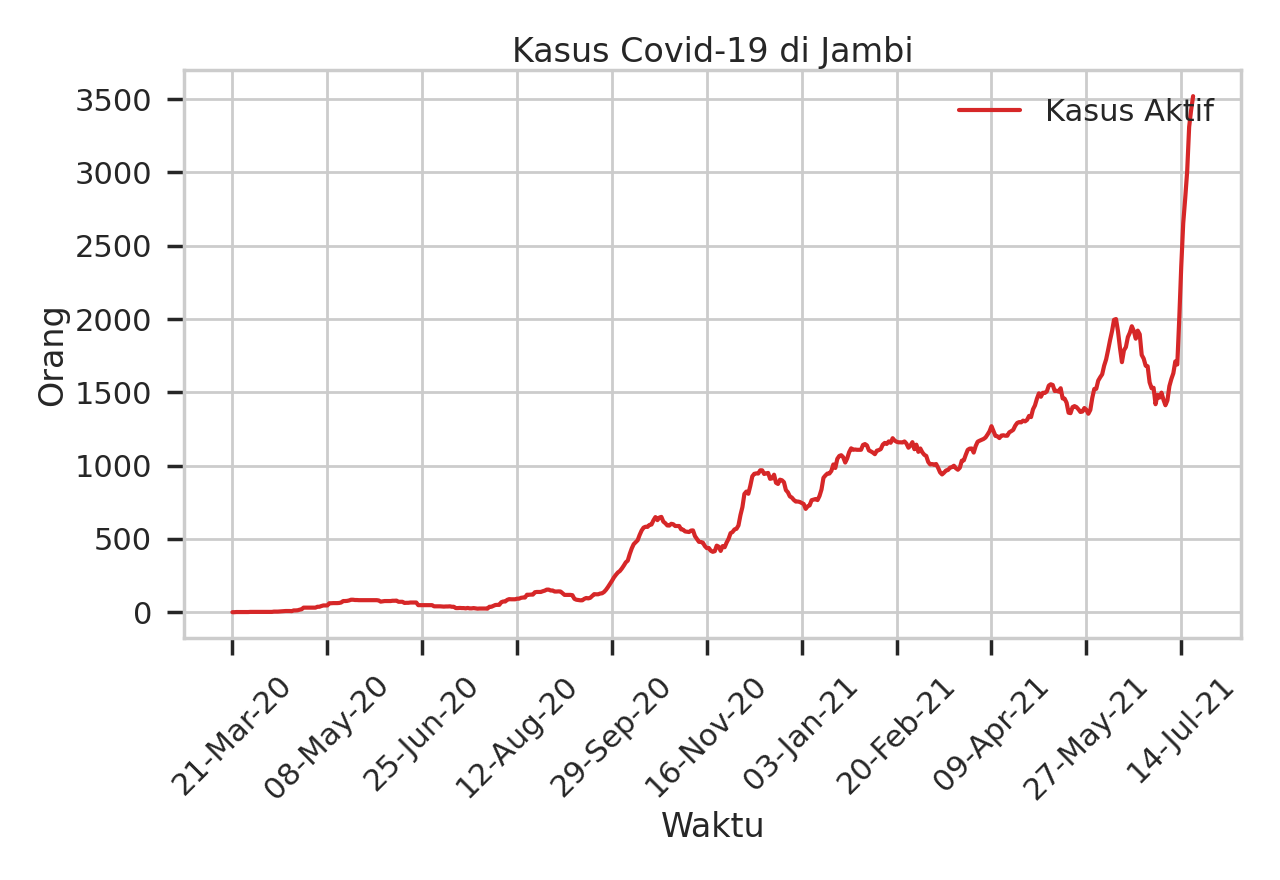 Kasus Covid-19 di Jambi
Kasus Aktif
3500
3000
2500
2000
1500
1000
500
0
Orang
21-Mar-20
08-May-20
25-Jun-20
12-Aug-20
29-Sep-20
16-Nov-20
03-Jan-21
20-Feb-21
09-Apr-21
27-May-21
14-Jul-21
Waktu